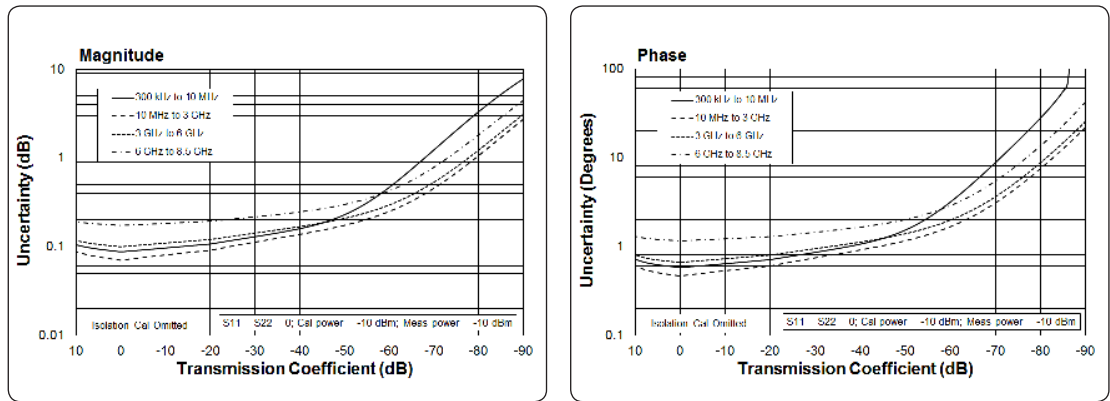 Magnitude
10
1
0.1
0.01
Uncertainty (dB)
300 kHz to 10 MHz
10 MHz to 3 GHz
3 GHz to 6 GHz
6 GHz to 8.5 GHz
Isolation Cal Omitted
S11 S22 0; Cal power -10 dBm; Meas power -10 dBm
10 0 -10 -20 -30 -40 -50 -60 -70 -80 -90
Transmission Coefficient (dB)
Phase
100
10
1
0.1
Uncertainty (Degrees)
300 kHz to 10 MHz
10 MHz to 3 GHz
3 GHz to 6 GHz
6 GHz to 8.5 GHz
Isolation Cal Omitted
S11 S22 0; Cal power -10 dBm; Meas power -10 dBm
10 0 -10 -20 -30 -40 -50 -60 -70 -80 -90
Transmission Coefficient (dB)